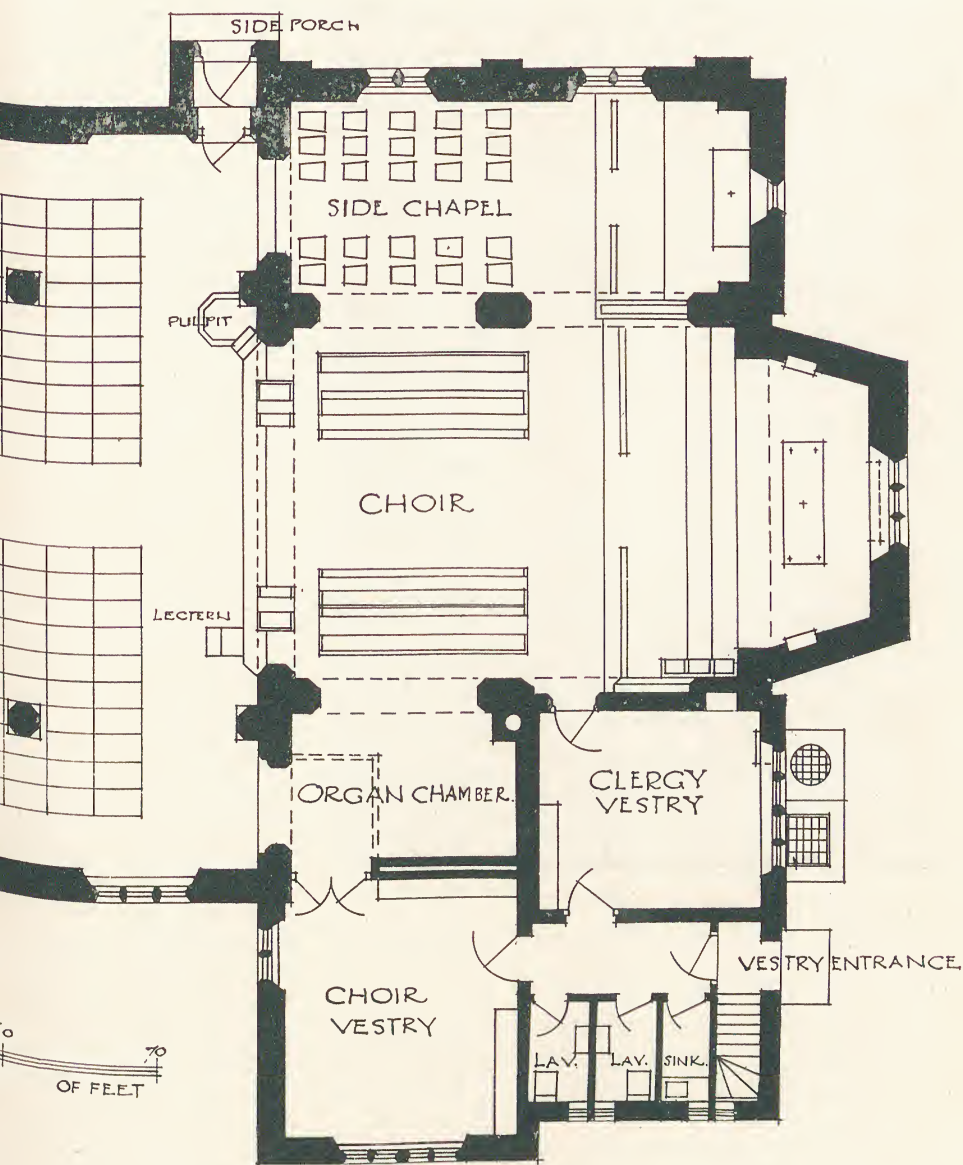 SIDE PORCH
SIDE CHAPEL
PULPIT
CHOIR
LECTERN
ORGAN CHAMBER.
CLERGY
VESTRY
VESTRY ENTRANCE
CHOIR
VESTRY
LAV.
LAV.
SINK.
70
OF FEET